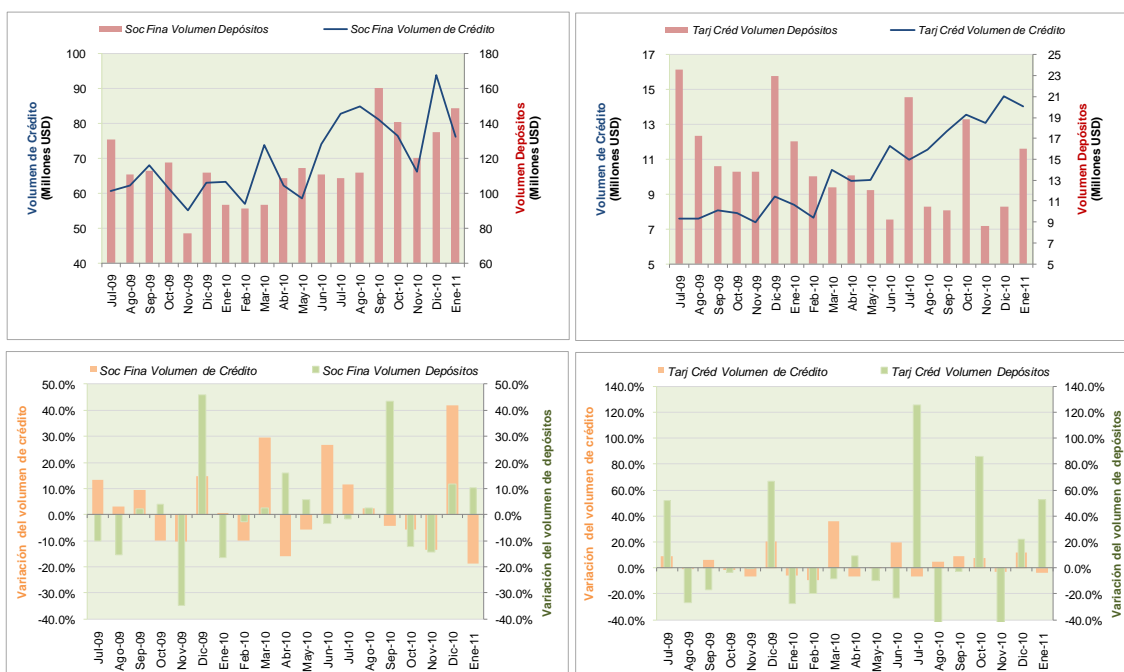 Soc Fina Volumen Depósitos
Soc Fina Volumen de Crédito
100
90
80
70
60
50
40
180
160
140
120
100
80
60
Volumen de Crédito
(Millones USD)
Volumen Depósitos
(Millones USD)
Jul-09
Ago-09
Sep-09
Oct-09
Nov-09
Dic-09
Ene-10
Feb-10
Mar-10
Abr-10
May-10
Jun-10
Jul-10
Ago-10
Sep-10
Oct-10
Nov-10
Dic-10
Ene-11
Tarj Créd Volumen Depósitos
Tarj Créd Volumen de Crédito
17
15
13
11
9
7
5
25
23
21
19
17
15
13
11
9
7
5
Volumen de Crédito
(Millones USD)
Volumen Depósitos
(Millones USD)
Jul-09
Ago-09
Sep-09
Oct-09
Nov-09
Dic-09
Ene-10
Feb-10
Mar-10
Abr-10
May-10
Jun-10
Jul-10
Ago-10
Sep-10
Oct-10
Nov-10
Dic-10
Ene-11
Soc Fina Volumen de Crédito
Soc Fina Volumen Depósitos
50.0%
40.0%
30.0%
20.0%
10.0%
0.0%
-10.0%
-20.0%
-30.0%
-40.0%
50.0%
40.0%
30.0%
20.0%
10.0%
0.0%
-10.0%
-20.0%
-30.0%
-40.0%
Variación del volumen de crédito
Variación del volumen de depósitos
Jul-09
Ago-09
Sep-09
Oct-09
Nov-09
Dic-09
Ene-10
Feb-10
Mar-10
Abr-10
May-10
Jun-10
Jul-10
Ago-10
Sep-10
Oct-10
Nov-10
Dic-10
Ene-11
Tarj Créd Volumen de Crédito
Tarj Créd Volumen Depósitos
140.0%
120.0%
100.0%
80.0%
60.0%
40.0%
20.0%
0.0%
-20.0%
-40.0%
140.0%
120.0%
100.0%
80.0%
60.0%
40.0%
20.0%
0.0%
-20.0%
-40.0%
Variación del volumen de crédito
Variación del volumen de depósitos
Jul-09
Ago-09
Sep-09
Oct-09
Nov-09
Dic-09
Ene-10
Feb-10
Mar-10
Abr-10
May-10
Jun-10
Jul-10
Ago-10
Sep-10
Oct-10
Nov-10
Dic-10
Ene-11